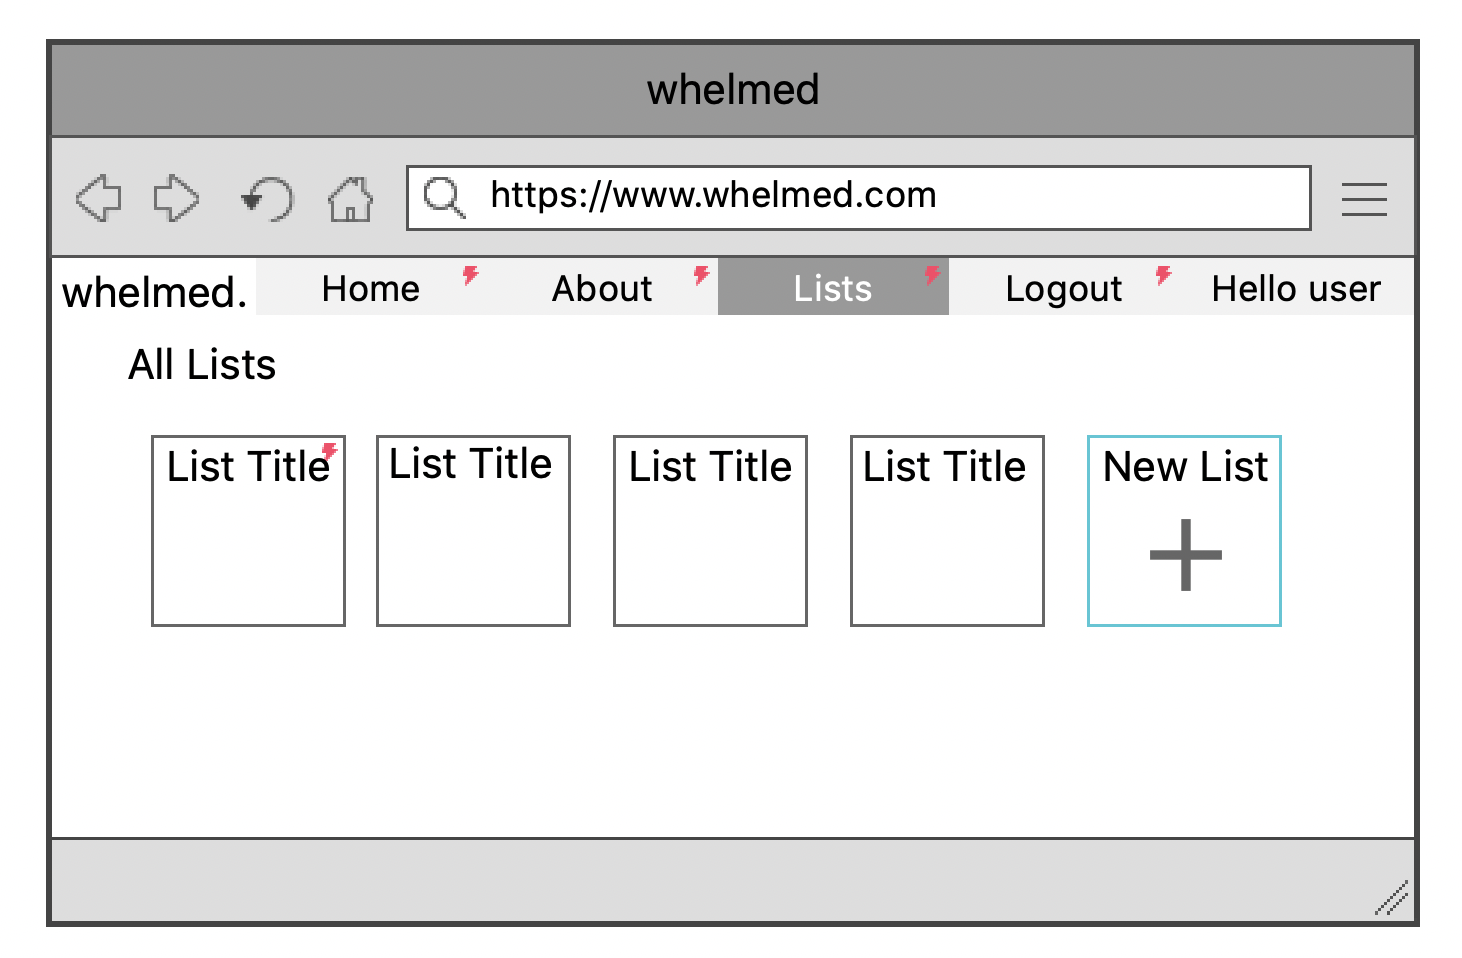 whelmed
https://www.whelmed.com
whelmed. Home About Lists Logout Hello user
All Lists
List Title List Title List Title List Title New List